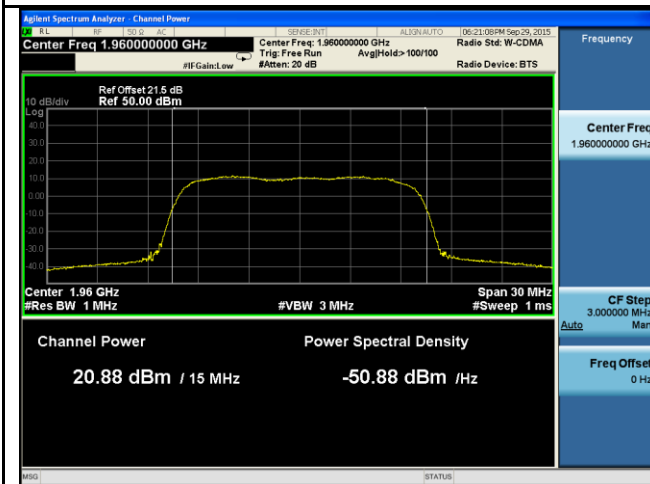 Agilent Spectrum Analyzer - Channel Power
RL RF 50 Ω AC SENSE:INT ALIGN AUTO 06:21:08PM Sep 29, 2015
Center Freq 1.960000000 GHz
Center Freq: 1.960000000 GHz
Radio Std: W-CDMA
Trig: Free Run Avg|Hold:>100/100
#IFGain:Low #Atten: 20 dB Radio Device: BTS
Ref Offset 21.5 dB
10 dB/div Ref 50.00 dBm
Log
40.0
30.0
20.0
10.0
0.00
-10.0
-20.0
-30.0
-40.0
Center 1.96 GHz Span 30 MHz
#Res BW 1 MHz #VBW 3 MHz #Sweep 1 ms
Channel Power Power Spectral Density
20.88 dBm / 15 MHz -50.88 dBm /Hz
MSG STATUS
Frequency
Center Freq
1.960000000 GHz
CF Step
3.000000 MHz
Auto Man
Freq Offset
0 Hz